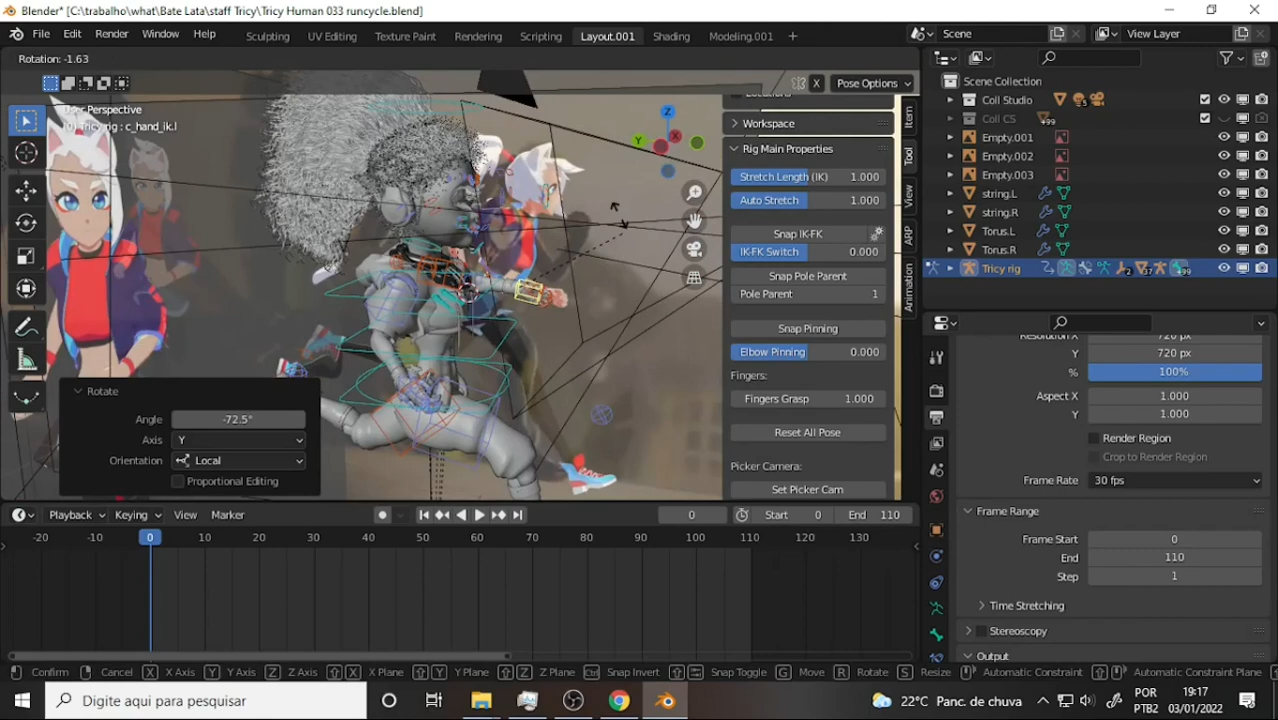 Blender* [C:\trabalho\what\Bate Lata\staff Tricy\Tricy Human 033 runcycle.blend]
File Edit Render Window Help
Sculpting UV Editing Texture Paint Rendering Scripting Layout.001 Shading Modeling.001 +
Scene
View Layer
Rotation: -1.63
X Pose Options
User Perspective
(0) Tricy rig : c_hand_ik.l
Z
Y
X
Workspace
Rig Main Properties
Stretch Length (IK) 1.000
Auto Stretch 1.000
Snap IK-FK
IK-FK Switch 0.000
Snap Pole Parent
Pole Parent 1
Snap Pinning
Elbow Pinning 0.000
Fingers:
Fingers Grasp 1.000
Reset All Pose
Picker Camera:
Set Picker Cam
Item
Tool
View
ARP
Animation
Scene Collection
Coll Studio 5
Coll CS +99
Empty.001
Empty.002
Empty.003
string.L
string.R
Torus.L
Torus.R
Tricy rig 2 37 +99
Rotate
Angle -72.5°
Axis Y
Orientation Local
Proportional Editing
Resolution X 720 px
Y 720 px
% 100%
Aspect X 1.000
Y 1.000
Render Region
Crop to Render Region
Frame Rate 30 fps
Frame Range
Frame Start 0
End 110
Step 1
Time Stretching
Stereoscopy
Output
Playback Keying View Marker
0
Start 0
End 110
-20 -10 0 10 20 30 40 50 60 70 80 90 100 110 120 130
Confirm Cancel X X Axis Y Y Axis Z Z Axis X X Plane Y Y Plane Z Z Plane Ctrl Snap Invert Snap Toggle G Move R Rotate S Resize Automatic Constraint Automatic Constraint Plane
Digite aqui para pesquisar
22°C Panc. de chuva
POR
PTB2
19:17
03/01/2022